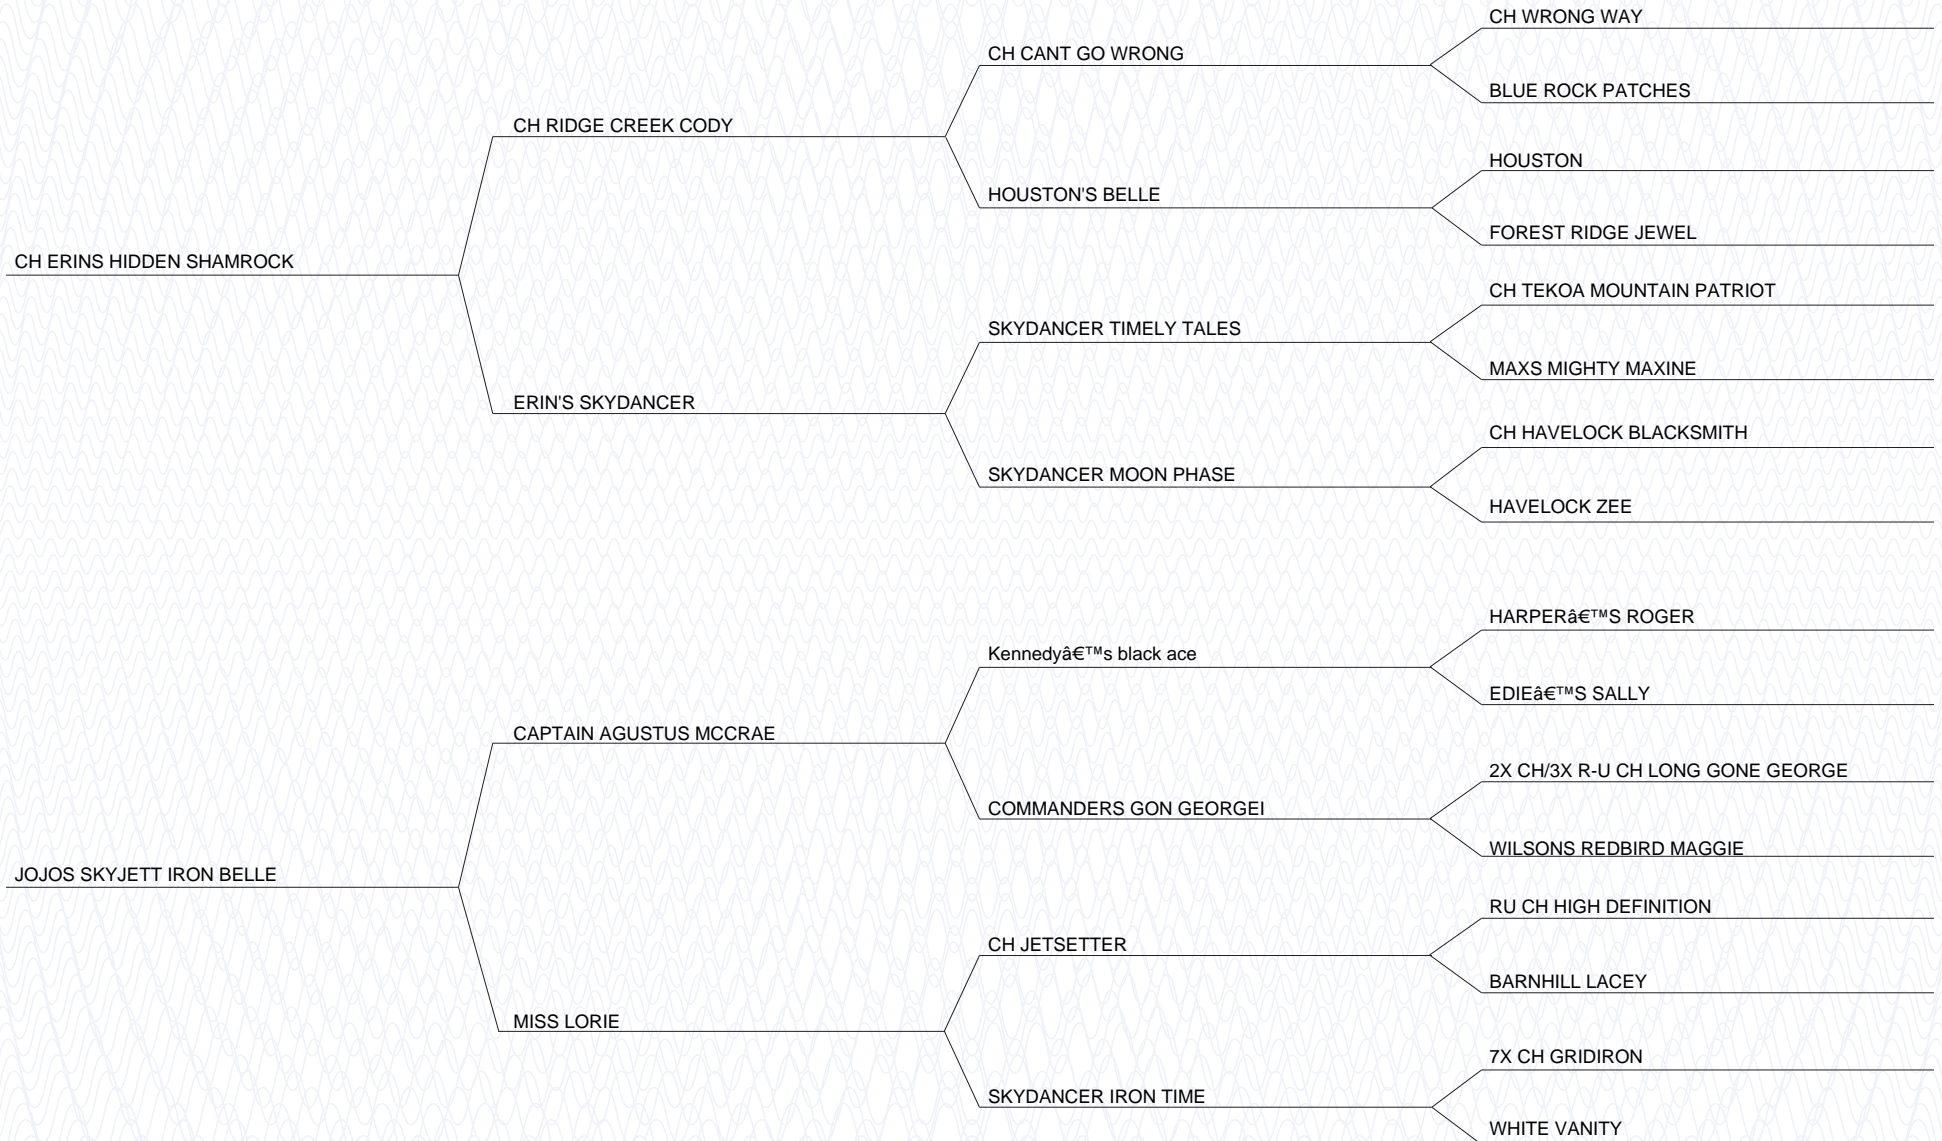 CH WRONG WAY
CH CANT GO WRONG
BLUE ROCK PATCHES
CH RIDGE CREEK CODY
HOUSTON
HOUSTON'S BELLE
FOREST RIDGE JEWEL
CH ERINS HIDDEN SHAMROCK
CH TEKOA MOUNTAIN PATRIOT
SKYDANCER TIMELY TALES
MAXS MIGHTY MAXINE
ERIN'S SKYDANCER
CH HAVELOCK BLACKSMITH
SKYDANCER MOON PHASE
HAVELOCK ZEE
HARPERâ€™S ROGER
Kennedyâ€™s black ace
EDIEâ€™S SALLY
CAPTAIN AGUSTUS MCCRAE
2X CH/3X R-U CH LONG GONE GEORGE
COMMANDERS GON GEORGEI
WILSONS REDBIRD MAGGIE
JOJOS SKYJETT IRON BELLE
RU CH HIGH DEFINITION
CH JETSETTER
BARNHILL LACEY
MISS LORIE
7X CH GRIDIRON
SKYDANCER IRON TIME
WHITE VANITY